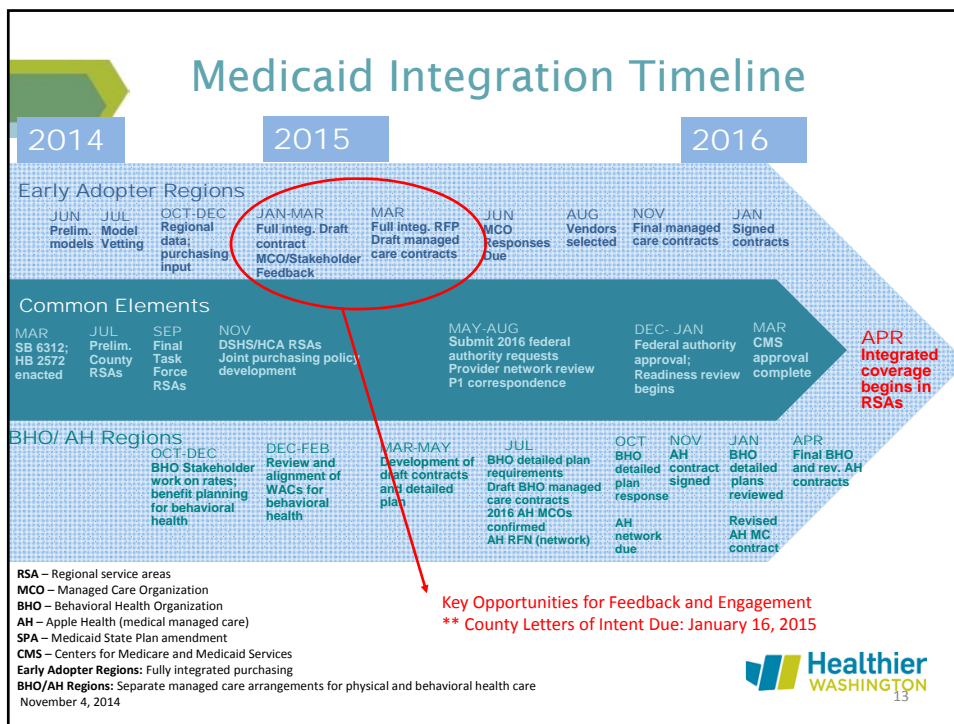 Medicaid Integration Timeline
2014
2015
2016
Early Adopter Regions
JUN
Prelim.
models
JUL
Model
Vetting
OCT-DEC
Regional
data;
purchasing
input
JAN-MAR
Full integ. Draft
contract
MCO/Stakeholder
Feedback
MAR
Full integ. RFP
Draft managed
care contracts
JUN
MCO
Responses
Due
AUG
Vendors
selected
NOV
Final managed
care contracts
JAN
Signed
contracts
Common Elements
MAR
SB 6312;
HB 2572
enacted
JUL
Prelim.
County
RSAs
SEP
Final
Task
Force
RSAs
NOV
DSHS/HCA RSAs
Joint purchasing policy
development
MAY-AUG
Submit 2016 federal
authority requests
Provider network review
P1 correspondence
DEC- JAN
Federal authority
approval;
Readiness review
begins
MAR
CMS
approval
complete
APR
Integrated
coverage
begins in
RSAs
BHO/ AH Regions
OCT-DEC
BHO Stakeholder
work on rates;
benefit planning
for behavioral
health
DEC-FEB
Review and
alignment of
WACs for
behavioral
health
MAR-MAY
Development of
draft contracts
and detailed
plan
JUL
BHO detailed plan
requirements
Draft BHO managed
care contracts
2016 AH MCOs
confirmed
AH RFN (network)
OCT
BHO
detailed
plan
response
AH
network
due
NOV
AH
contract
signed
JAN
BHO
detailed
plans
reviewed
Revised
AH MC
contract
APR
Final BHO
and rev. AH
contracts
RSA – Regional service areas
MCO – Managed Care Organization
BHO – Behavioral Health Organization
AH – Apple Health (medical managed care)
SPA – Medicaid State Plan amendment
CMS – Centers for Medicare and Medicaid Services
Early Adopter Regions: Fully integrated purchasing
BHO/AH Regions: Separate managed care arrangements for physical and behavioral health care
November 4, 2014
Key Opportunities for Feedback and Engagement
** County Letters of Intent Due: January 16, 2015
Healthier
WASHINGTON
13